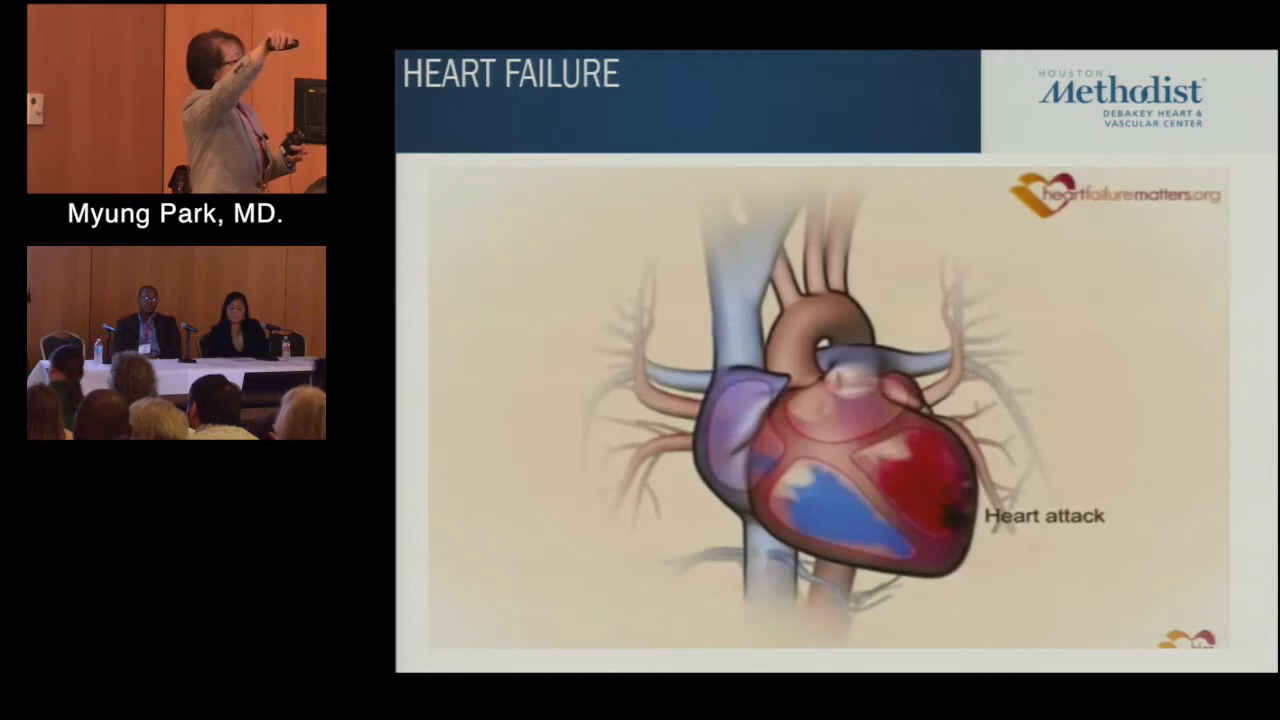 Myung Park, MD.
HEART FAILURE
HOUSTON
Methodist
DEBAKEY HEART &
VASCULAR CENTER
heartfailurematters.org
Heart attack